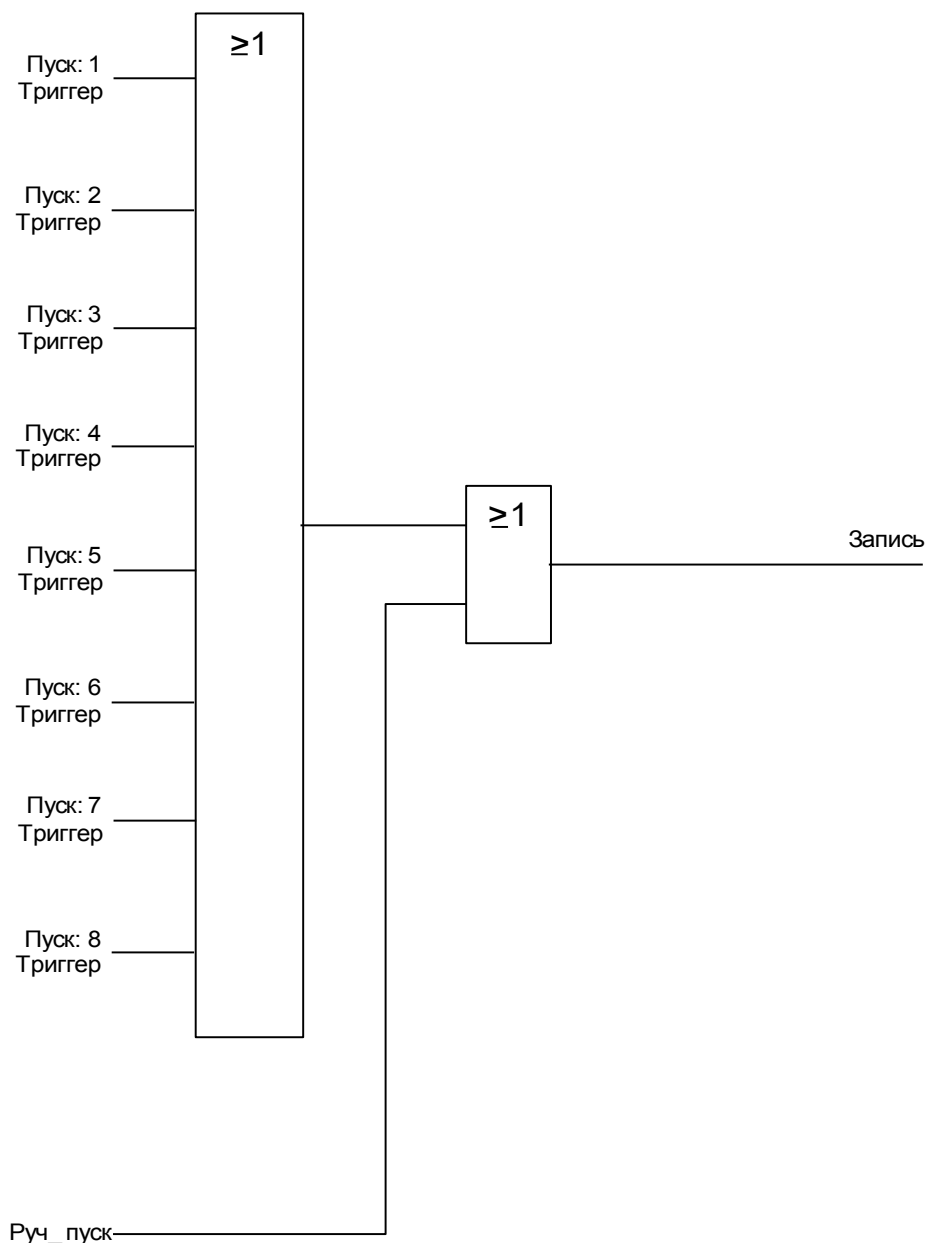 ≥1
Пуск: 1
Триггер
Пуск: 2
Триггер
Пуск: 3
Триггер
Пуск: 4
Триггер
≥1
Запись
Пуск: 5
Триггер
Пуск: 6
Триггер
Пуск: 7
Триггер
Пуск: 8
Триггер
Руч_пуск